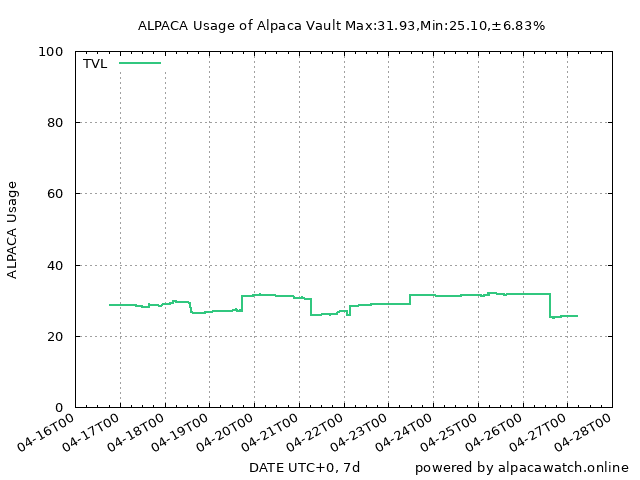 ALPACA Usage of Alpaca Vault Max:31.93,Min:25.10,±6.83%
TVL
100
80
60
40
20
0
ALPACA Usage
04-16T00
04-17T00
04-18T00
04-19T00
04-20T00
04-21T00
04-22T00
04-23T00
04-24T00
04-25T00
04-26T00
04-27T00
04-28T00
DATE UTC+0, 7d
powered by alpacawatch.online